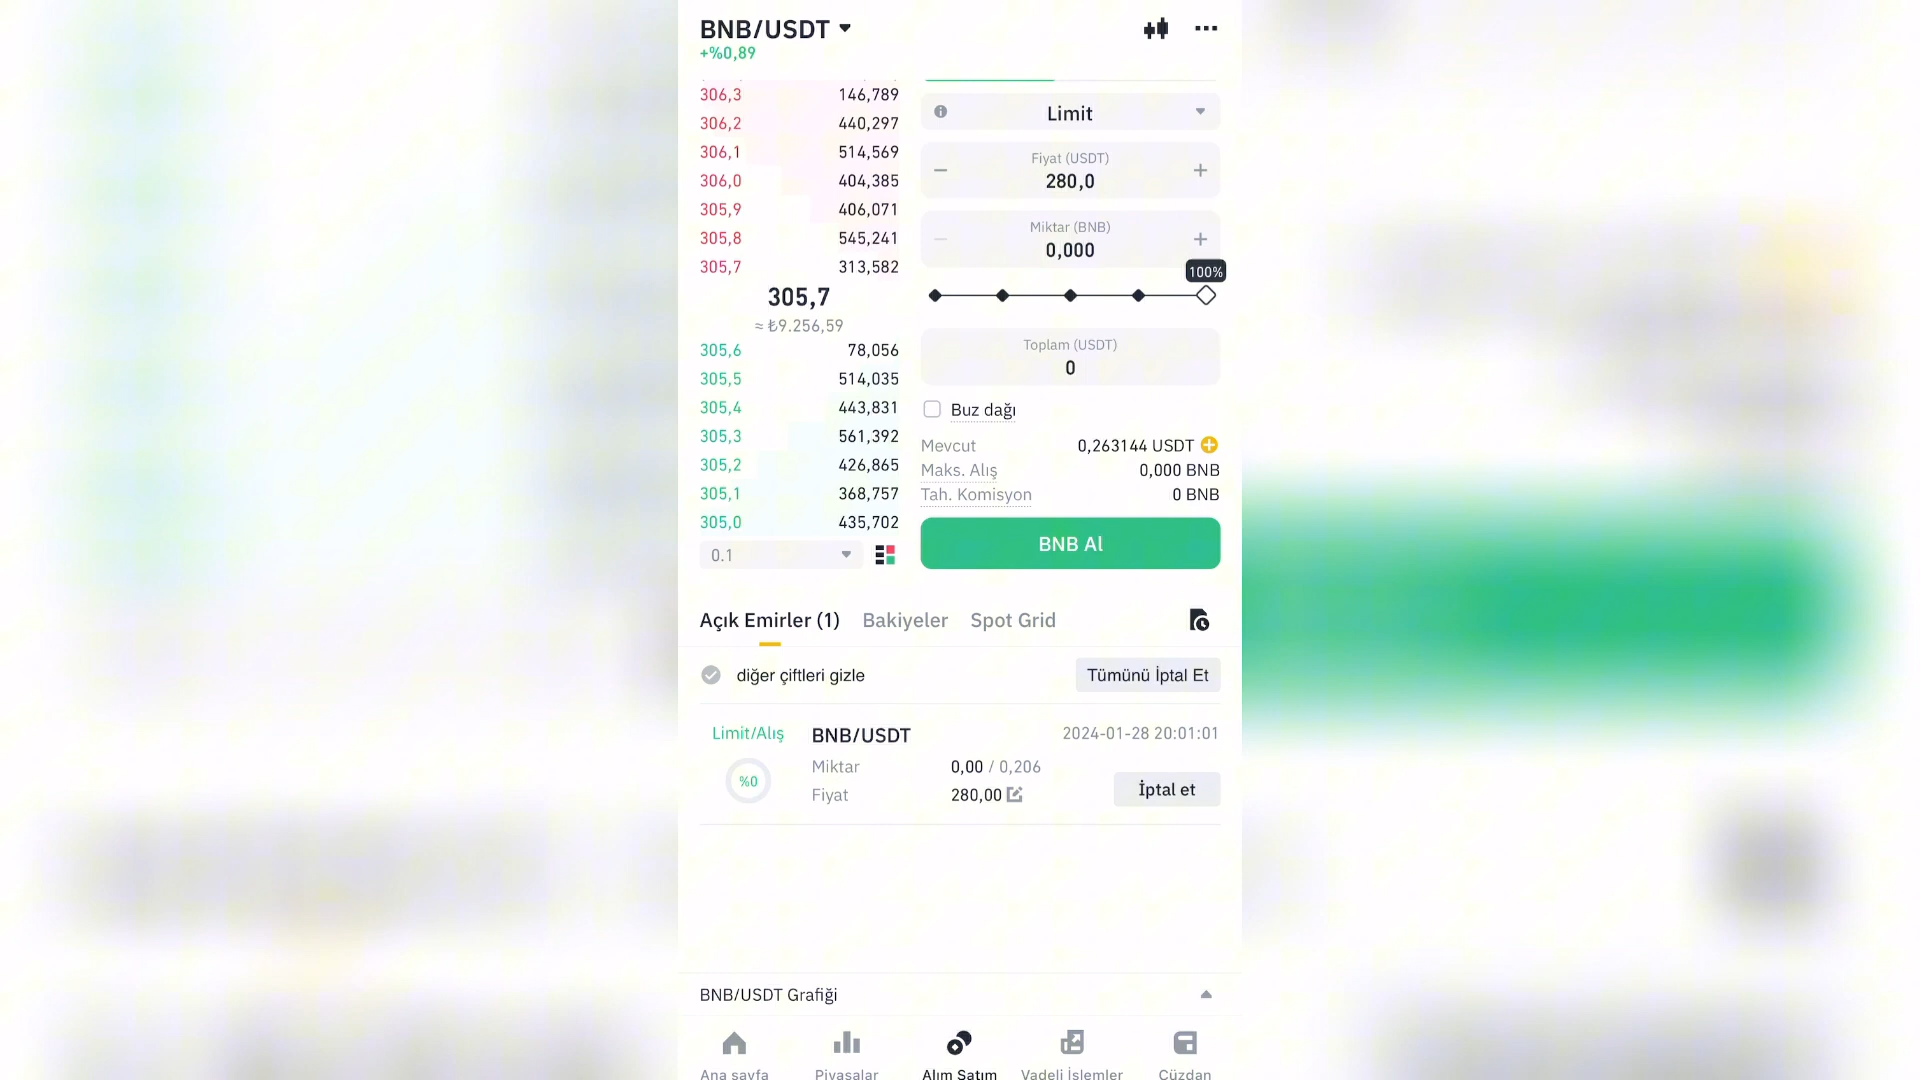 BNB/USDT
+%0,89
306,3 146,789
306,2 440,297
306,1 514,569
306,0 404,385
305,9 406,071
305,8 545,241
305,7 313,582
305,7
≈ ₺9.256,59
305,6 78,056
305,5 514,035
305,4 443,831
305,3 561,392
305,2 426,865
305,1 368,757
305,0 435,702
0.1
Limit
Fiyat (USDT)
280,0
Miktar (BNB)
0,000
100%
Toplam (USDT)
0
Buz dağı
Mevcut 0,263144 USDT
Maks. Alış 0,000 BNB
Tah. Komisyon 0 BNB
BNB Al
Açık Emirler (1) Bakiyeler Spot Grid
diğer çiftleri gizle Tümünü İptal Et
Limit/Alış BNB/USDT 2024-01-28 20:01:01
Miktar 0,00 / 0,206
%0
Fiyat 280,00
İptal et
BNB/USDT Grafiği
Ana sayfa Piyasalar Alım Satım Vadeli İşlemler Cüzdan